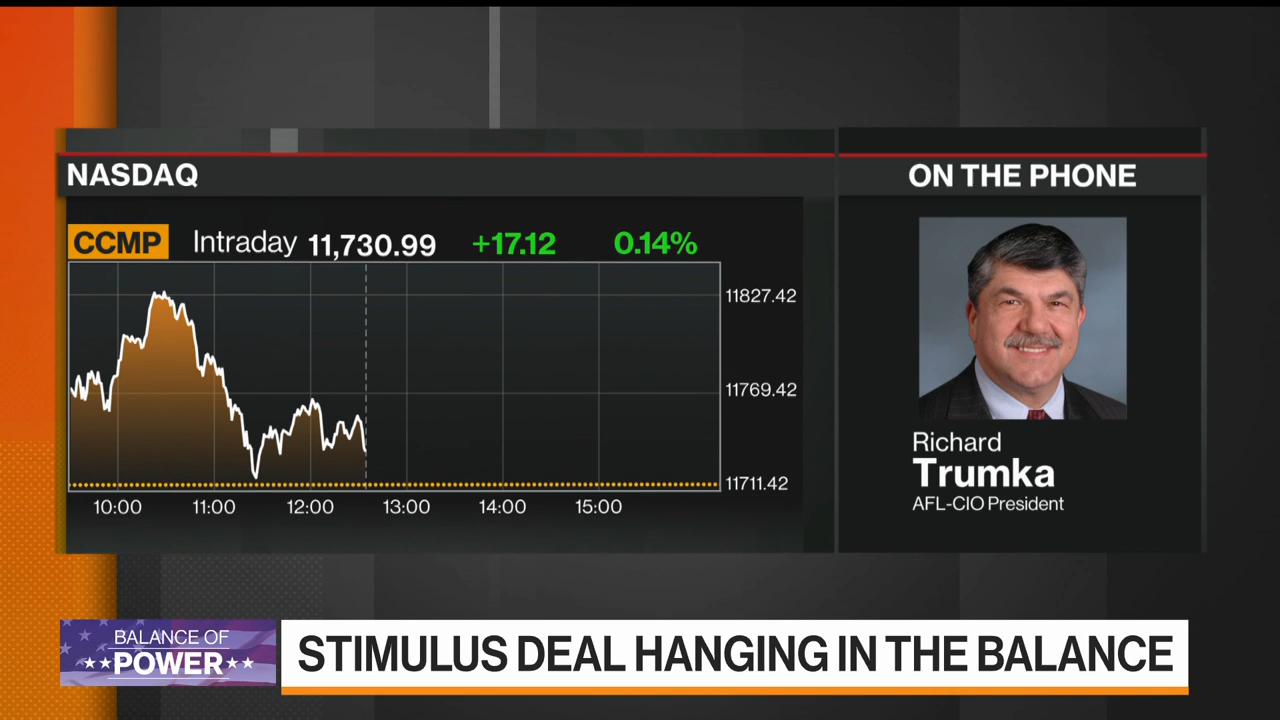 NASDAQ
CCMP Intraday 11,730.99 +17.12 0.14%
11827.42
11769.42
11711.42
10:00 11:00 12:00 13:00 14:00 15:00
ON THE PHONE
Richard
Trumka
AFL-CIO President
BALANCE OF
POWER
STIMULUS DEAL HANGING IN THE BALANCE